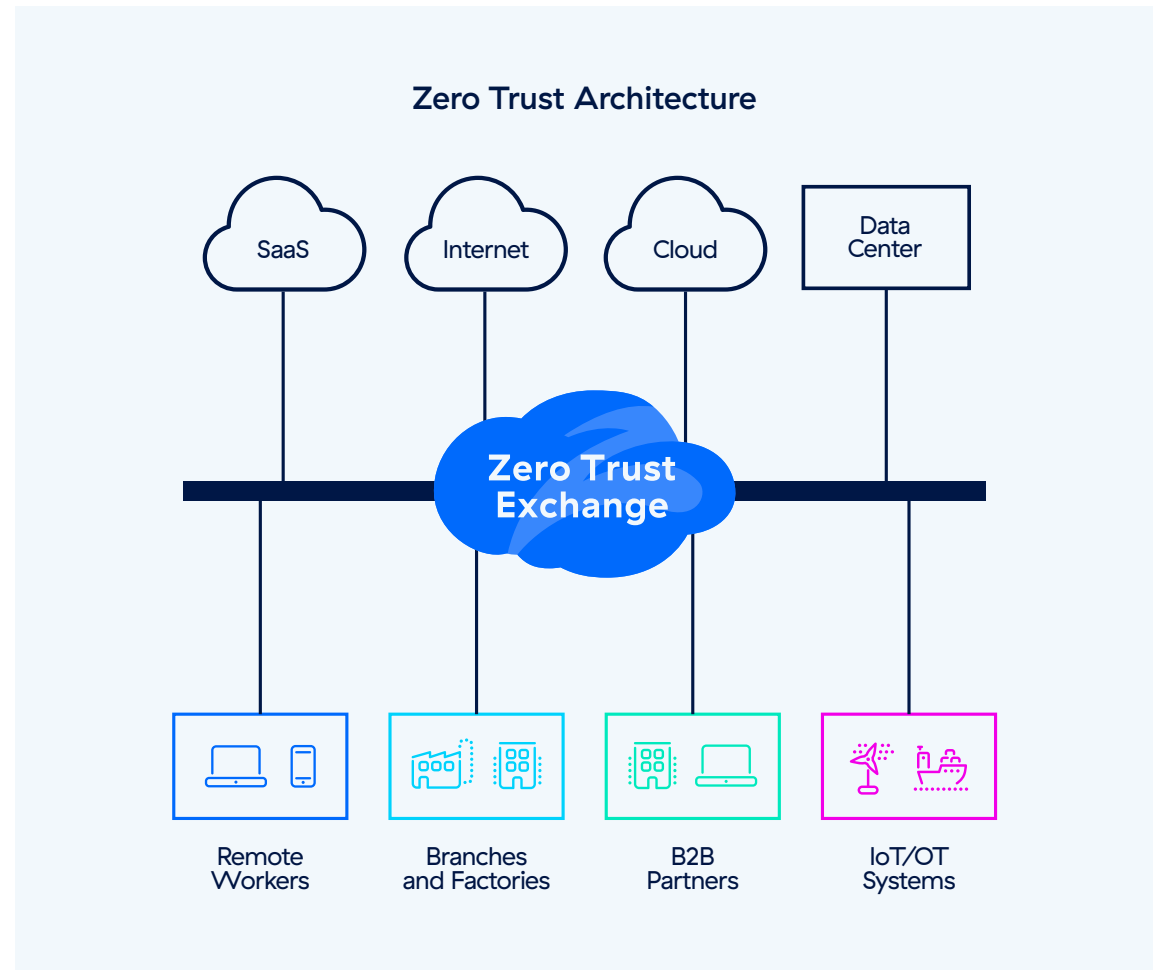 Zero Trust Architecture
SaaS
Internet
Cloud
Data
Center
Zero Trust
Exchange
Remote
Workers
Branches
and Factories
B2B
Partners
IoT/OT
Systems